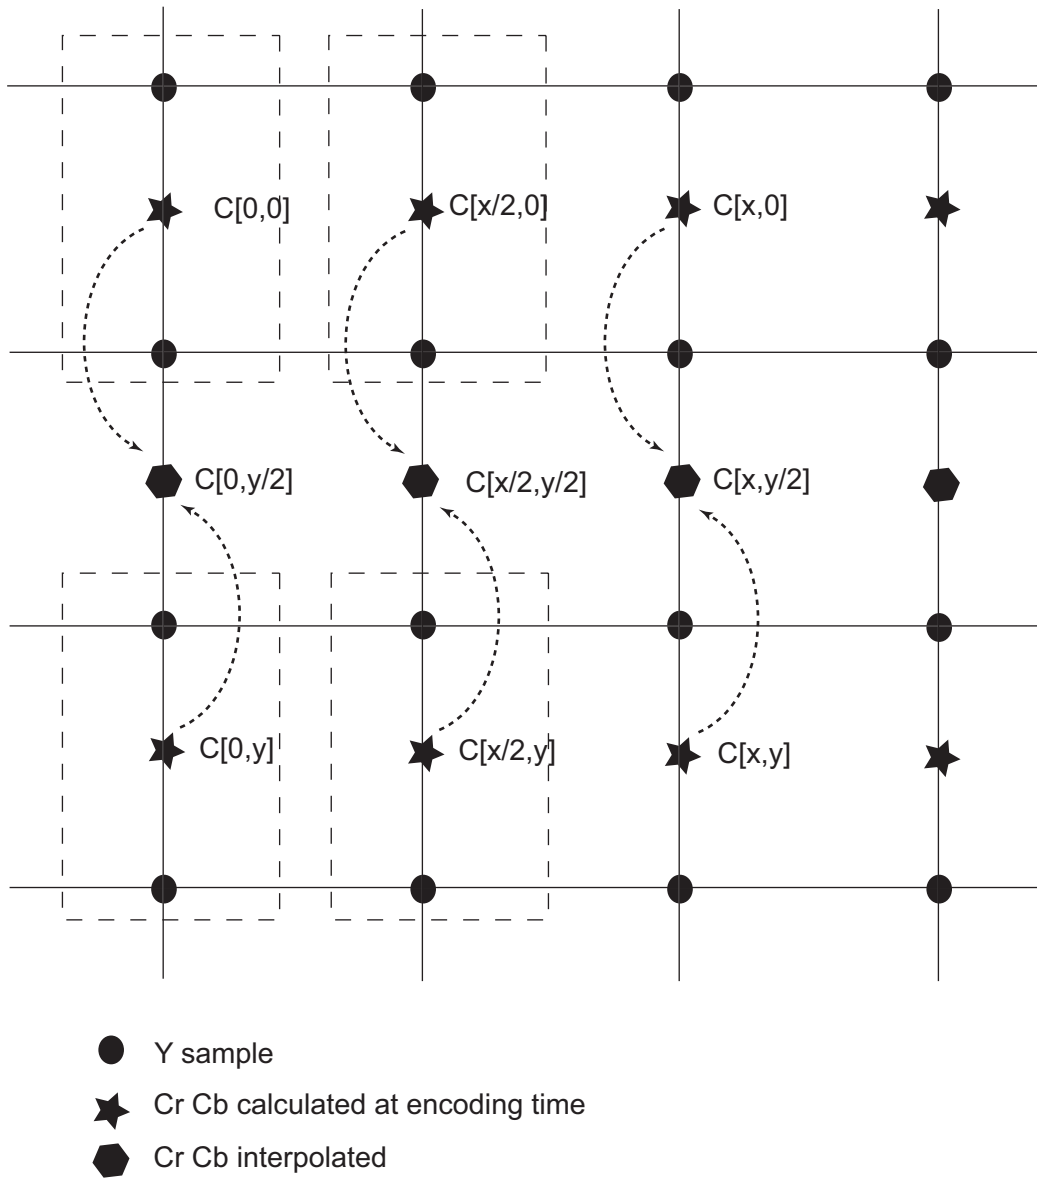 C[0,0]
C[x/2,0]
C[x,0]
C[0,y/2]
C[x/2,y/2]
C[x,y/2]
C[0,y]
C[x/2,y]
C[x,y]
Y sample
Cr Cb calculated at encoding time
Cr Cb interpolated